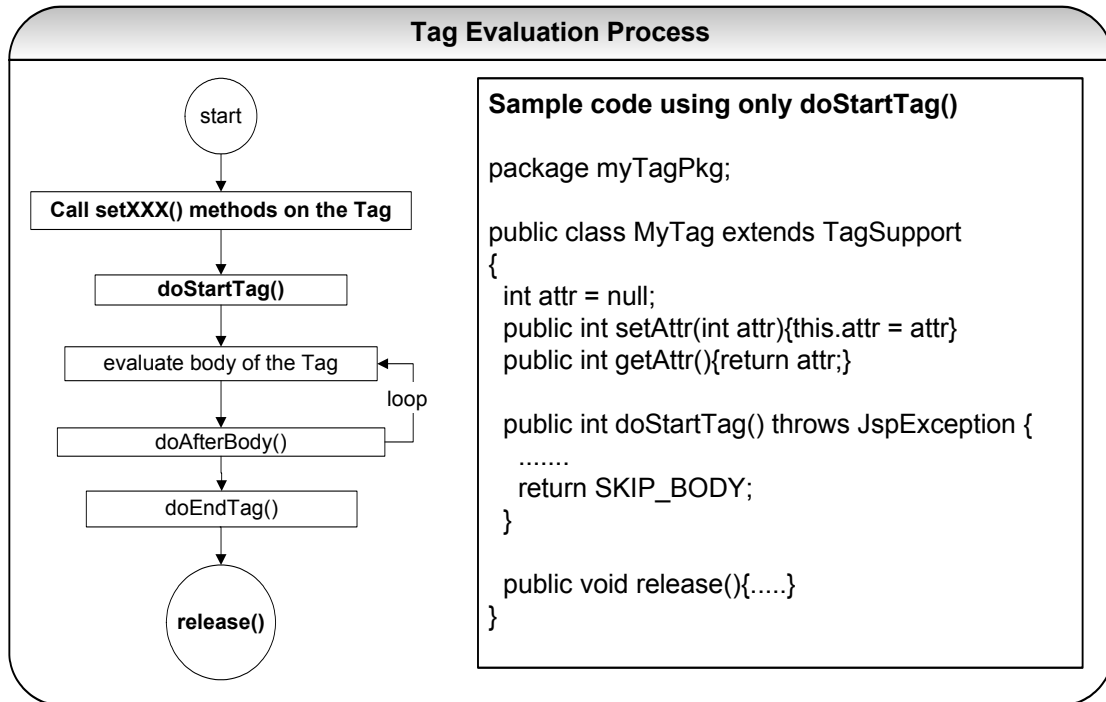 Tag Evaluation Process
start
Call setXXX() methods on the Tag
doStartTag()
evaluate body of the Tag
loop
doAfterBody()
doEndTag()
release()
Sample code using only doStartTag()
package myTagPkg;
public class MyTag extends TagSupport
{
int attr = null;
public int setAttr(int attr){this.attr = attr}
public int getAttr(){return attr;}
public int doStartTag() throws JspException {
.......
return SKIP_BODY;
}
public void release(){.....}
}